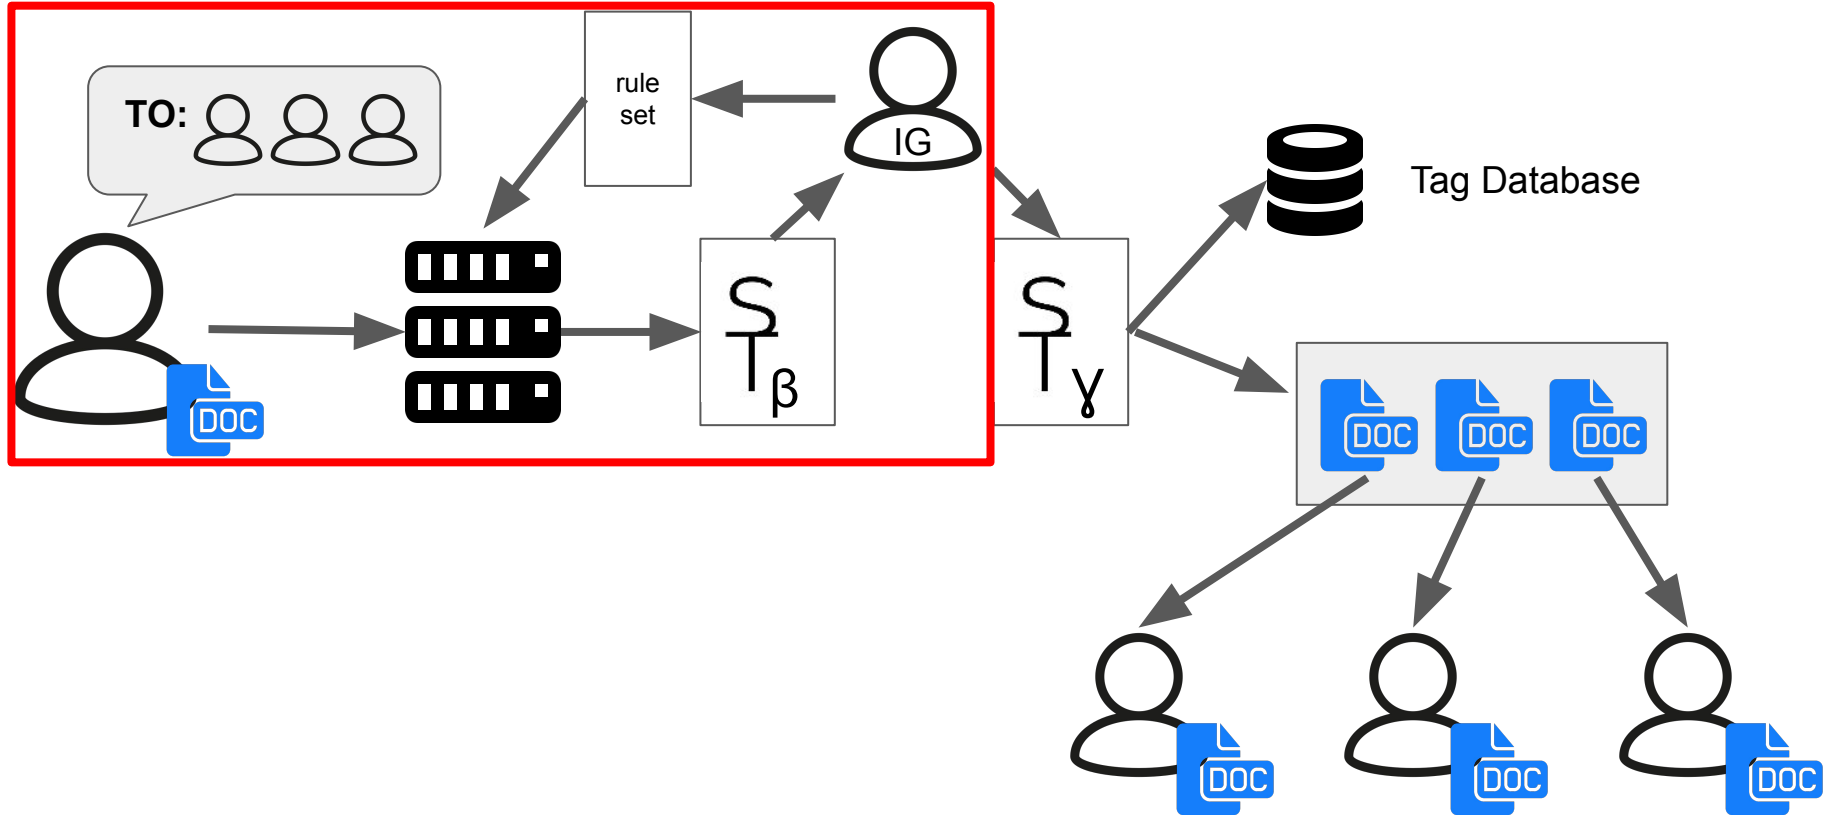 TO:
rule
set
IG
Tag Database
S
T
β
S
T
γ
DOC
DOC
DOC
DOC
DOC
DOC
DOC